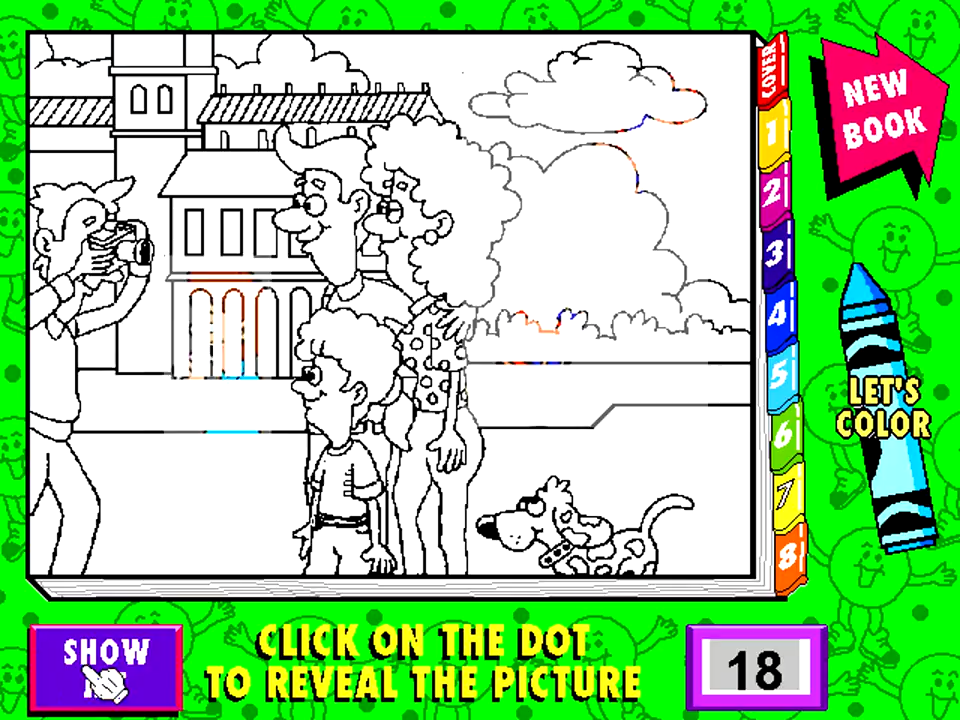 COVER
1
2
3
4
5
6
7
8
NEW
BOOK
LET'S
COLOR
SHOW
CLICK ON THE DOT
TO REVEAL THE PICTURE
18